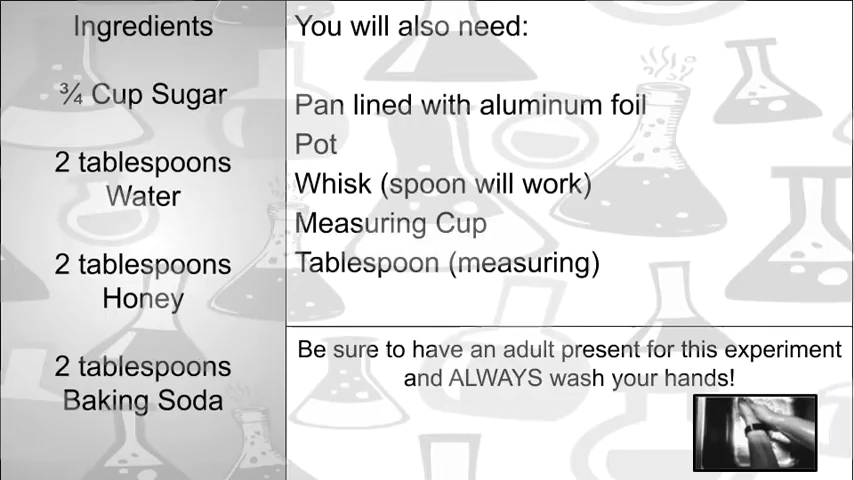 Ingredients
¾ Cup Sugar
2 tablespoons
Water
2 tablespoons
Honey
2 tablespoons
Baking Soda
You will also need:
Pan lined with aluminum foil
Pot
Whisk (spoon will work)
Measuring Cup
Tablespoon (measuring)
Be sure to have an adult present for this experiment
and ALWAYS wash your hands!